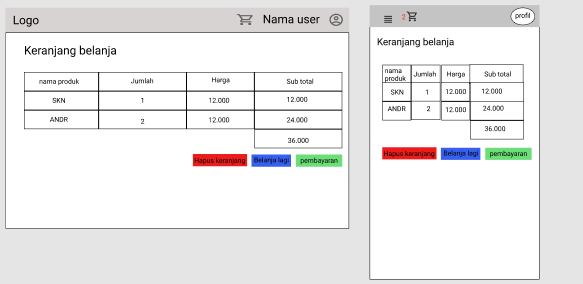 Logo
Nama user
Keranjang belanja
nama produk Jumlah Harga Sub total
SKN 1 12.000 12.000
ANDR 2 12.000 24.000
36.000
Hapus keranjang Belanja lagi pembayaran
2 profil
Keranjang belanja
nama
produk Jumlah Harga Sub total
SKN 1 12.000 12.000
ANDR 2 12.000 24.000
36.000
Hapus keranjang Belanja lagi pembayaran